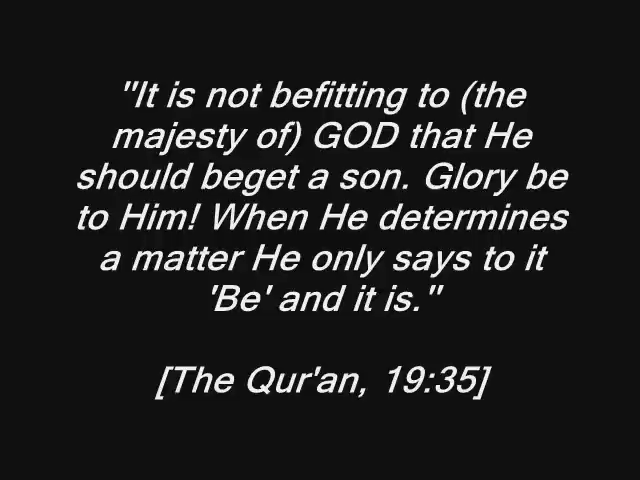 "It is not befitting to (the
majesty of) GOD that He
should beget a son. Glory be
to Him! When He determines
a matter He only says to it
'Be' and it is."
[The Qur'an, 19:35]